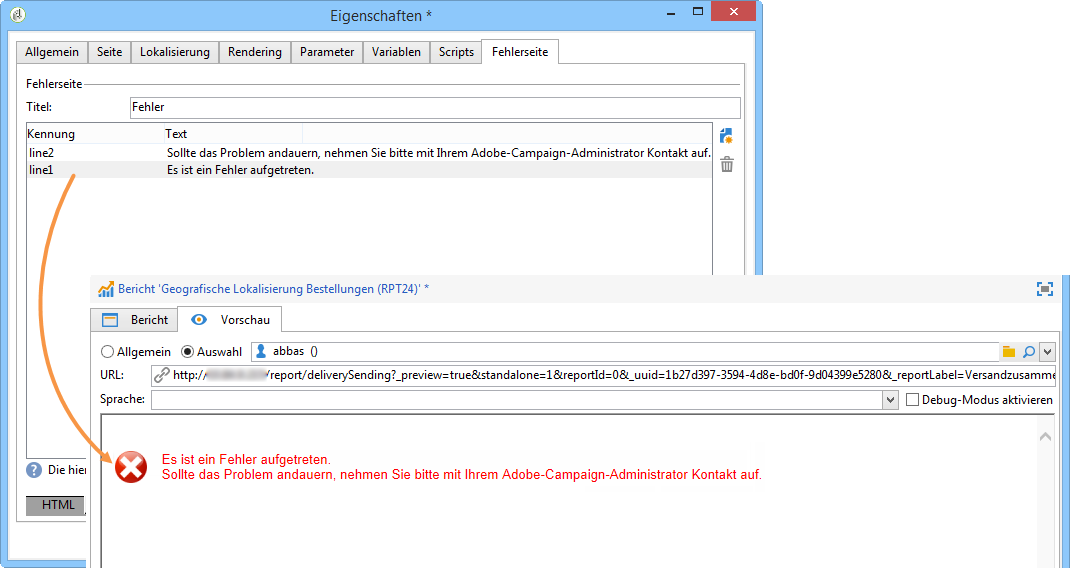 Eigenschaften *
Allgemein Seite Lokalisierung Rendering Parameter Variablen Scripts Fehlerseite
Fehlerseite
Titel: Fehler
Kennung Text
line2 Sollte das Problem andauern, nehmen Sie bitte mit Ihrem Adobe-Campaign-Administrator Kontakt auf.
line1 Es ist ein Fehler aufgetreten.
Die hier
HTML
Bericht 'Geografische Lokalisierung Bestellungen (RPT24)' *
Bericht Vorschau
Allgemein Auswahl abbas ()
URL: http:/ /report/deliverySending?_preview=true&standalone=1&reportId=0&_uuid=1b27d397-3594-4d8e-bd0f-9d04399e5280&_reportLabel=Versandzusamme
Sprache: Debug-Modus aktivieren
Es ist ein Fehler aufgetreten.
Sollte das Problem andauern, nehmen Sie bitte mit Ihrem Adobe-Campaign-Administrator Kontakt auf.